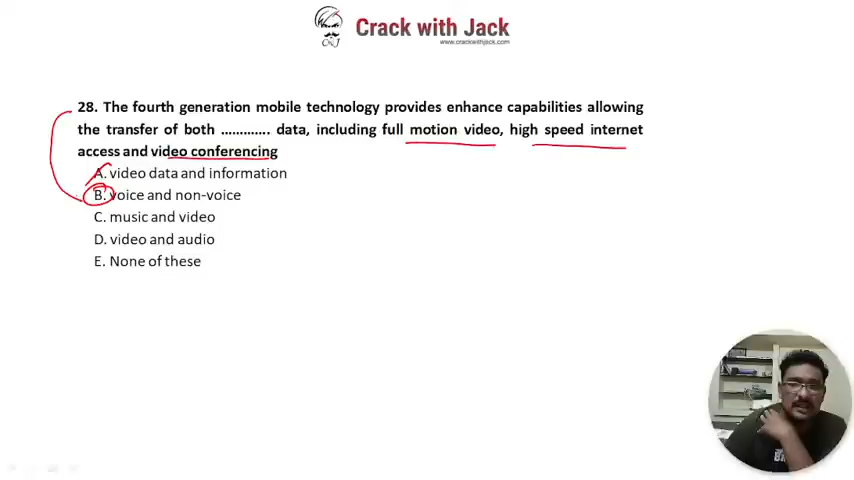 Crack with Jack
www.crackwithjack.com
28. The fourth generation mobile technology provides enhance capabilities allowing
the transfer of both ............. data, including full motion video, high speed internet
access and video conferencing
A. video data and information
B. voice and non-voice
C. music and video
D. video and audio
E. None of these